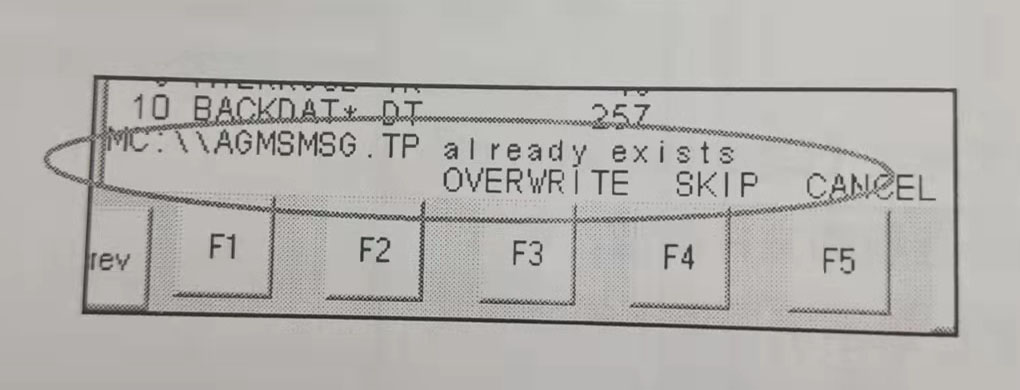 10 BACKDAT* DT 257
MC:\\AGMSMSG.TP already exists
OVERWRITE SKIP CANCEL
rev F1 F2 F3 F4 F5